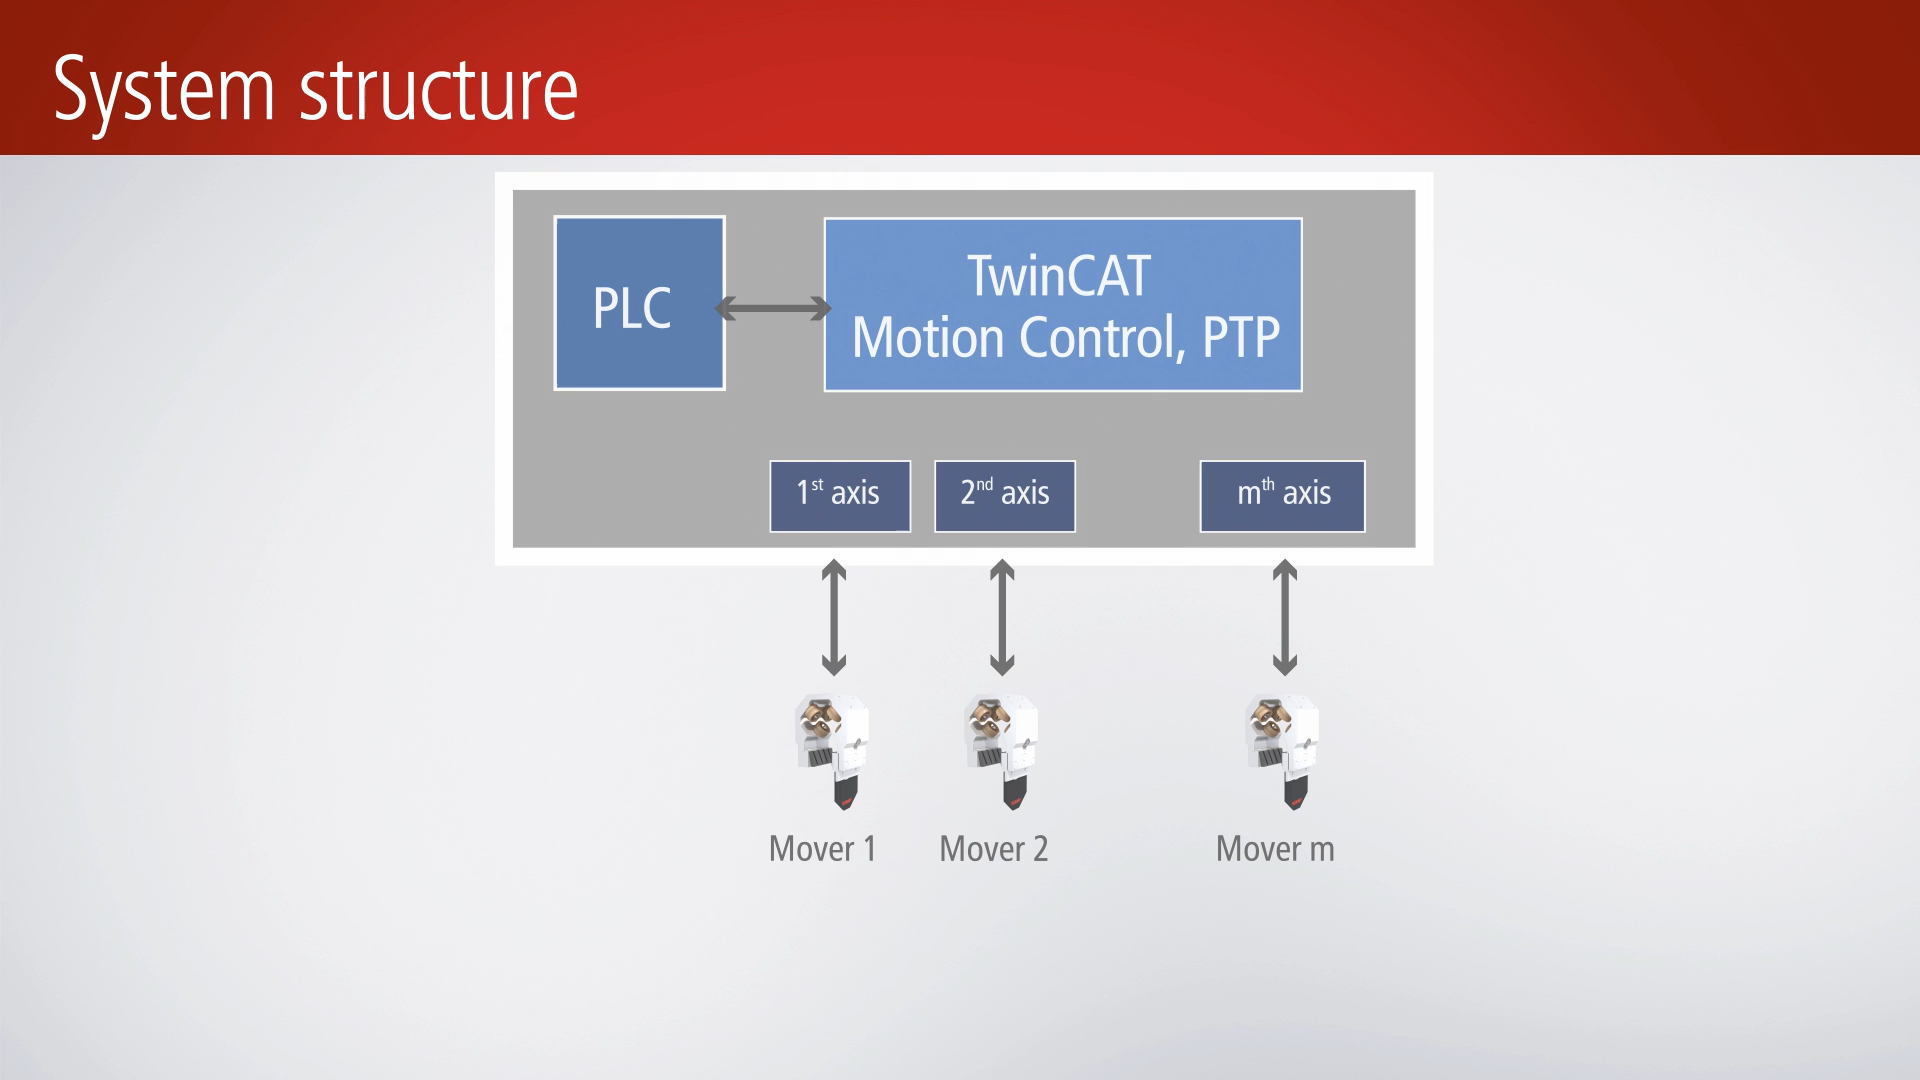 System structure
PLC
TwinCAT
Motion Control, PTP
1st axis
2nd axis
mth axis
Mover 1
Mover 2
Mover m